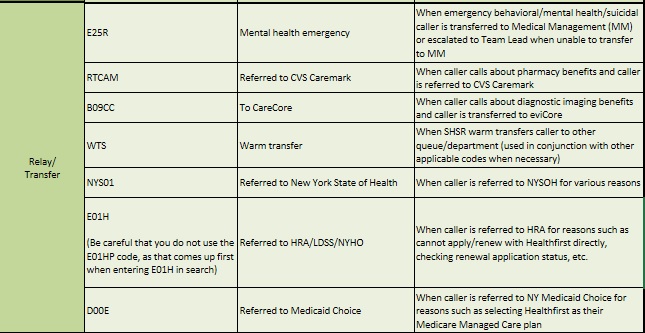 Relay/
Transfer
E25R
Mental health emergency
When emergency behavioral/mental health/suicidal
caller is transferred to Medical Management (MM)
or escalated to Team Lead when unable to transfer
to MM
RTCAM
Referred to CVS Caremark
When caller calls about pharmacy benefits and caller
is referred to CVS Caremark
B09CC
To CareCore
When caller calls about diagnostic imaging benefits
and caller is transferred to eviCore
WTS
Warm transfer
When SHSR warm transfers caller to other
queue/department (used in conjunction with other
applicable codes when necessary)
NYS01
Referred to New York State of Health
When caller is referred to NYSOH for various reasons
E01H
(Be careful that you do not use the
E01HP code, as that comes up first
when entering E01H in search)
Referred to HRA/LDSS/NYHO
When caller is referred to HRA for reasons such as
cannot apply/renew with Healthfirst directly,
checking renewal application status, etc.
D00E
Referred to Medicaid Choice
When caller is referred to NY Medicaid Choice for
reasons such as selecting Healthfirst as their
Medicare Managed Care plan